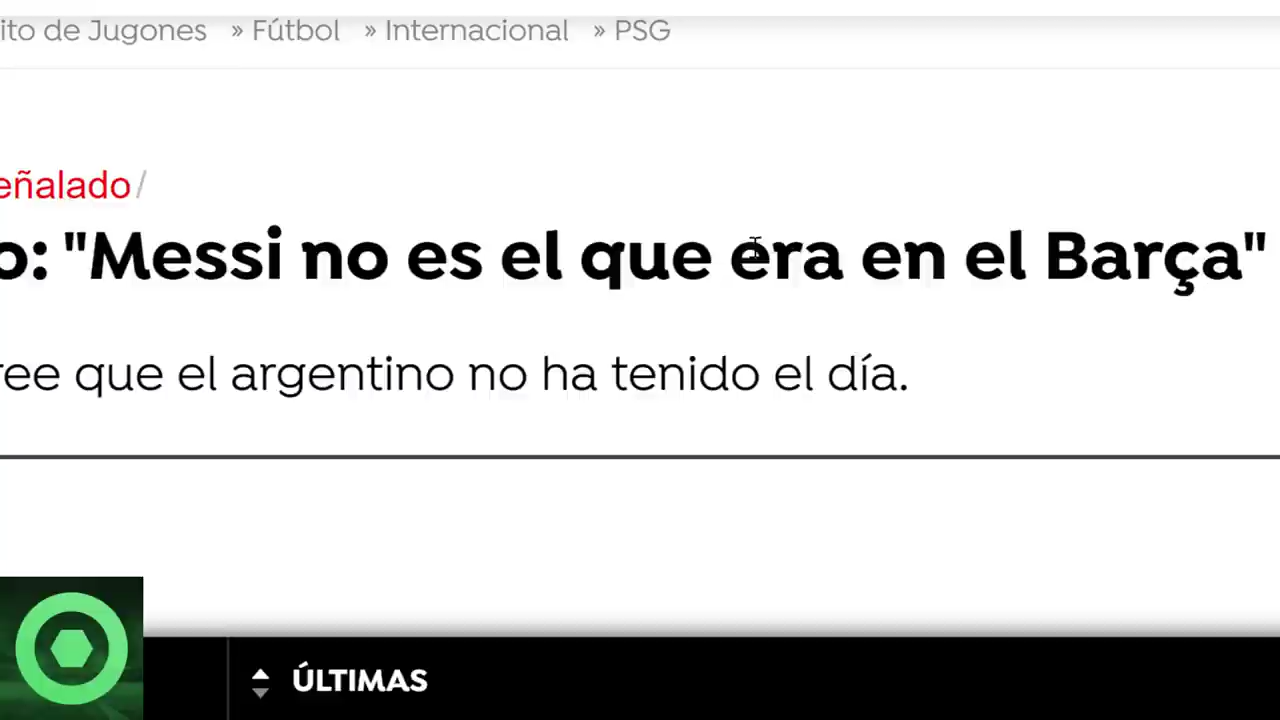 ito de Jugones » Fútbol » Internacional » PSG
eñalado/
o: "Messi no es el que era en el Barça"
ree que el argentino no ha tenido el día.
ÚLTIMAS